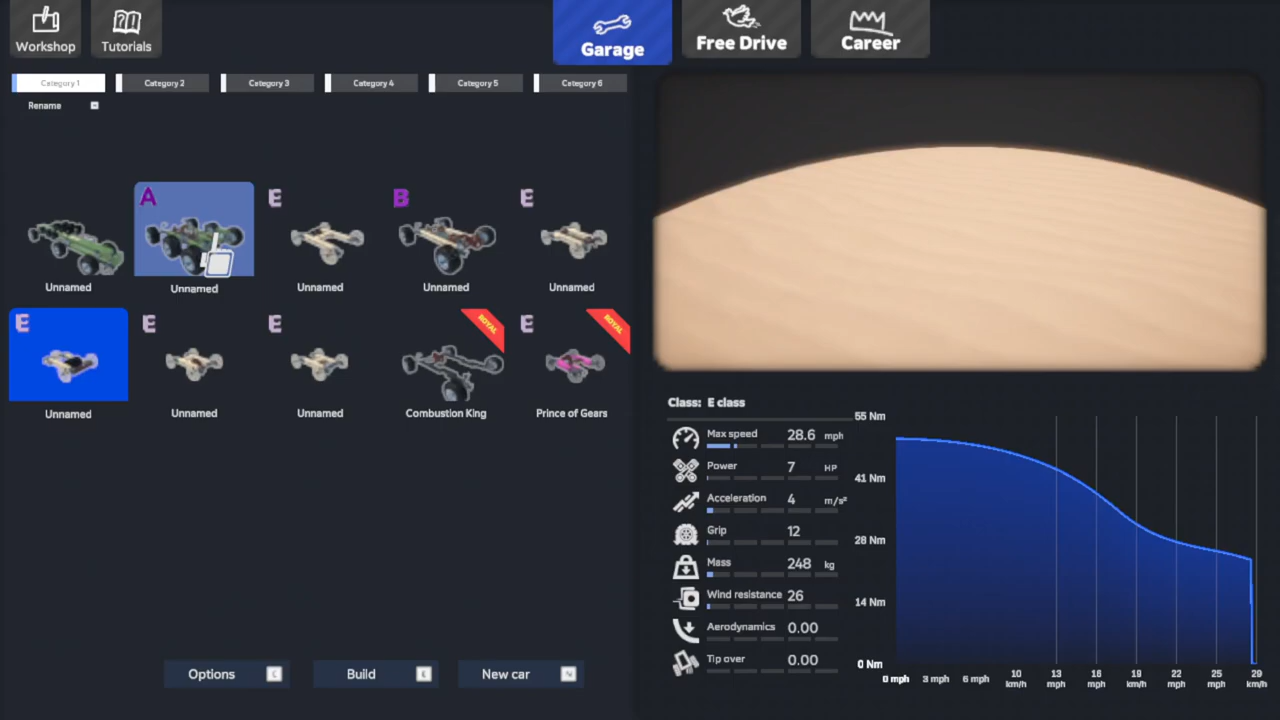 Workshop
Tutorials
Garage
Free Drive
Career
Category 1
Category 2
Category 3
Category 4
Category 5
Category 6
Rename
A
E
B
E
Unnamed
Unnamed
Unnamed
Unnamed
Unnamed
E
E
E
ROYAL
E
ROYAL
Unnamed
Unnamed
Unnamed
Combustion King
Prince of Gears
Options
Build
New car
Class: E class
Max speed 28.6 mph
Power 7 HP
Acceleration 4 m/s²
Grip 12
Mass 248 kg
Wind resistance 26
Aerodynamics 0.00
Tip over 0.00
55 Nm
41 Nm
28 Nm
14 Nm
0 Nm
0 mph
3 mph
6 mph
10 km/h
13 mph
16 mph
19 km/h
22 mph
25 mph
29 km/h